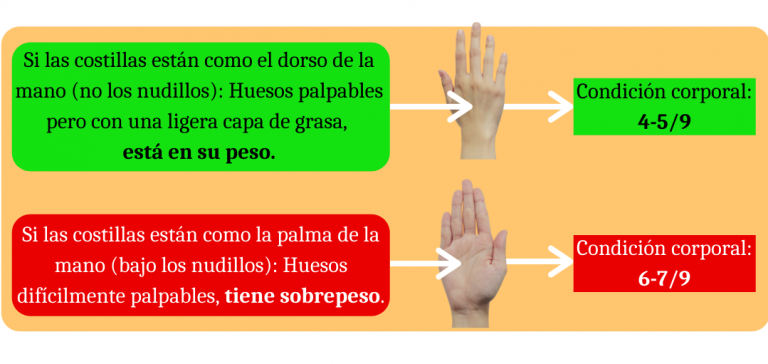 Si las costillas están como el dorso de la
mano (no los nudillos): Huesos palpables
pero con una ligera capa de grasa,
está en su peso.
Condición corporal:
4-5/9
Si las costillas están como la palma de la
mano (bajo los nudillos): Huesos
difícilmente palpables, tiene sobrepeso.
Condición corporal:
6-7/9